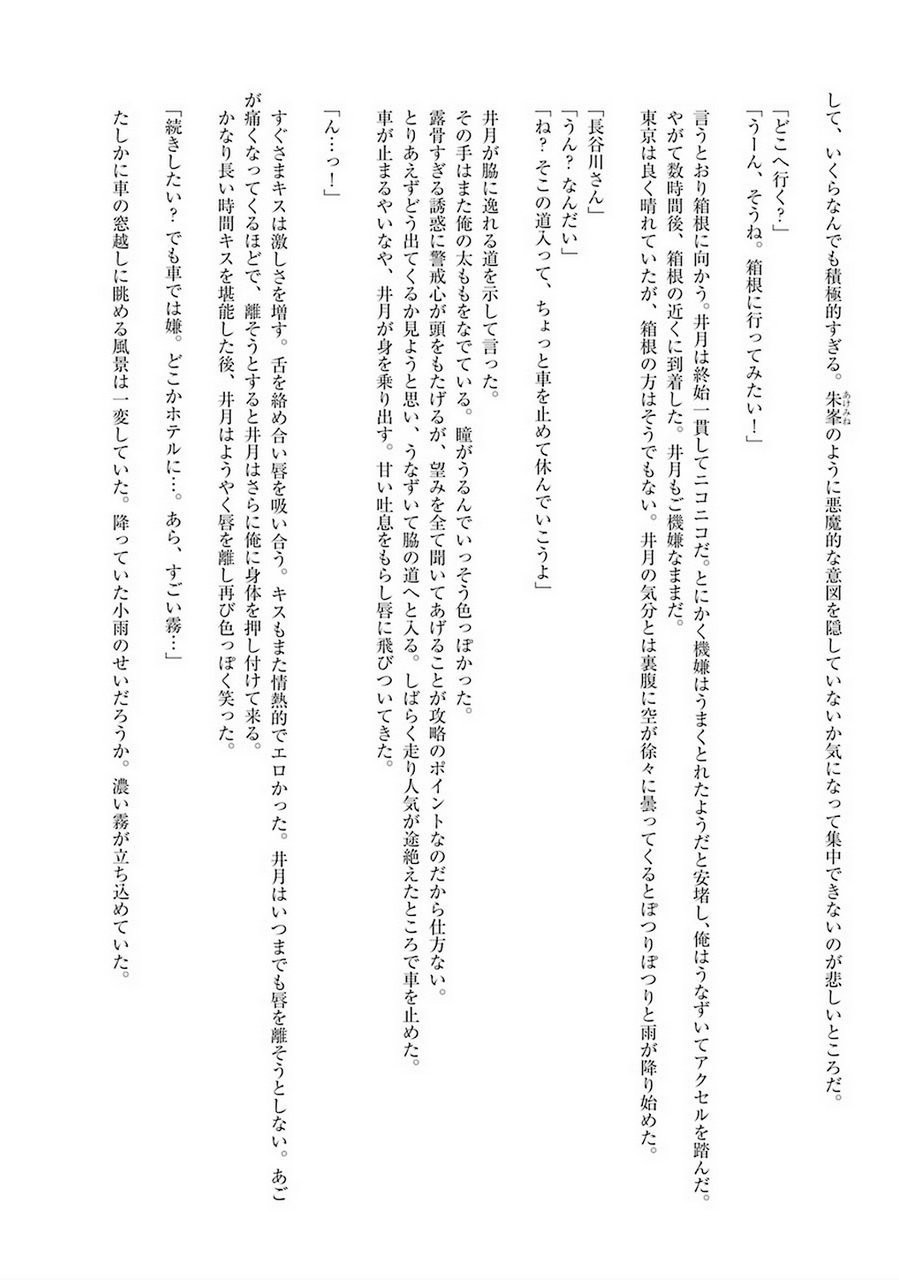 して、いくらなんでも積極的すぎる。朱峯のように悪魔的な意図を隠していないか気になって集中できないのが悲しいところだ。
あけみね
「どこへ行く?」
「うーん、そうね。箱根に行ってみたい!」
言うとおり箱根に向かう。井月は終始一貫してニコニコだ。とにかく機嫌はうまくとれたようだと安堵し、俺はうなずいてアクセルを踏んだ。
やがて数時間後、箱根の近くに到着した。井月もご機嫌なままだ。
東京は良く晴れていたが、箱根の方はそうでもない。井月の気分とは裏腹に空が徐々に曇ってくるとぽつりぽつりと雨が降り始めた。
「長谷川さん」
「うん? なんだい」
「ね? そこの道入って、ちょっと車を止めて休んでいこうよ」
井月が脇に逸れる道を示して言った。
その手はまた俺の太ももをなでている。瞳がうるんでいっそう色っぽかった。
露骨すぎる誘惑に警戒心が頭をもたげるが、望みを全て聞いてあげることが攻略のポイントなのだから仕方ない。
とりあえずどう出てくるか見ようと思い、うなずいて脇の道へと入る。しばらく走り人気が途絶えたところで車を止めた。
車が止まるやいなや、井月が身を乗り出す。甘い吐息をもらし唇に飛びついてきた。
「ん…っ!」
すぐさまキスは激しさを増す。舌を絡め合い唇を吸い合う。キスもまた情熱的でエロかった。井月はいつまでも唇を離そうとしない。あご
が痛くなってくるほどで、離そうとすると井月はさらに俺に身体を押し付けて来る。
かなり長い時間キスを堪能した後、井月はようやく唇を離し再び色っぽく笑った。
「続きしたい? でも車では嫌。どこかホテルに…。あら、すごい霧…」
たしかに車の窓越しに眺める風景は一変していた。降っていた小雨のせいだろうか。濃い霧が立ち込めていた。